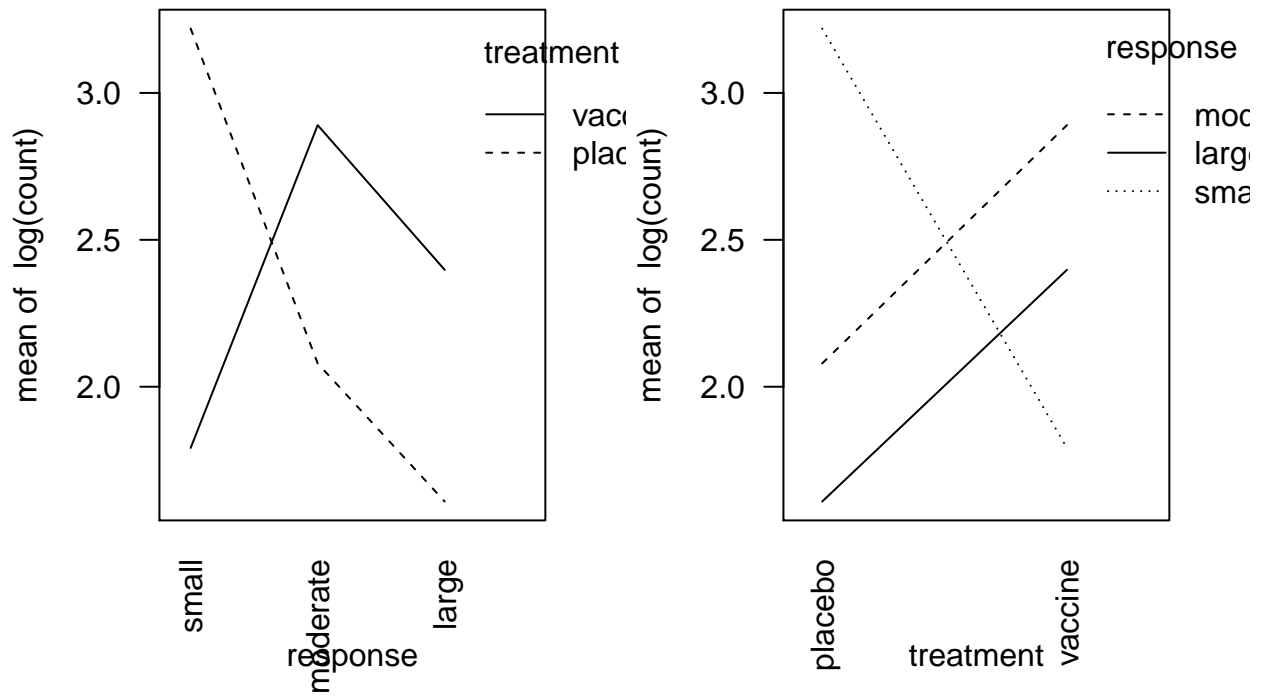 mean of log(count)
3.0
2.5
2.0
treatment
vacc
plac
small
moderate
large
response
mean of log(count)
3.0
2.5
2.0
response
mod
large
sma
placebo
vaccine
treatment